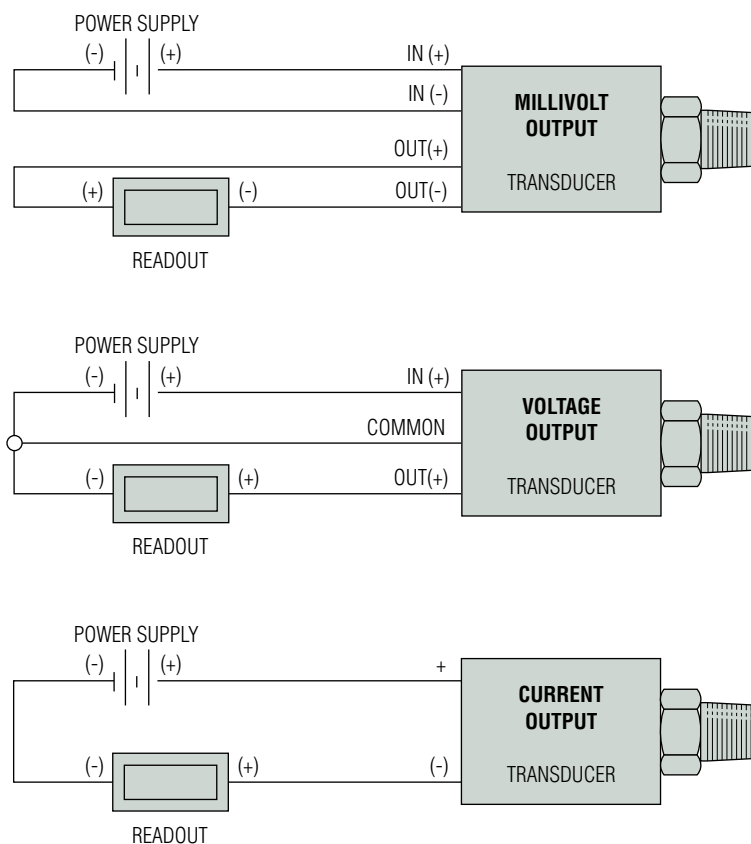 POWER SUPPLY
(-) (+) IN (+)
IN (-)
MILLIVOLT
OUTPUT
OUT(+)
(+) (-) OUT(-)
TRANSDUCER
READOUT
POWER SUPPLY
(-) (+) IN (+)
VOLTAGE
OUTPUT
COMMON
(-) (+) OUT(+)
TRANSDUCER
READOUT
POWER SUPPLY
(-) (+) +
CURRENT
OUTPUT
(-) (+) (-)
TRANSDUCER
READOUT